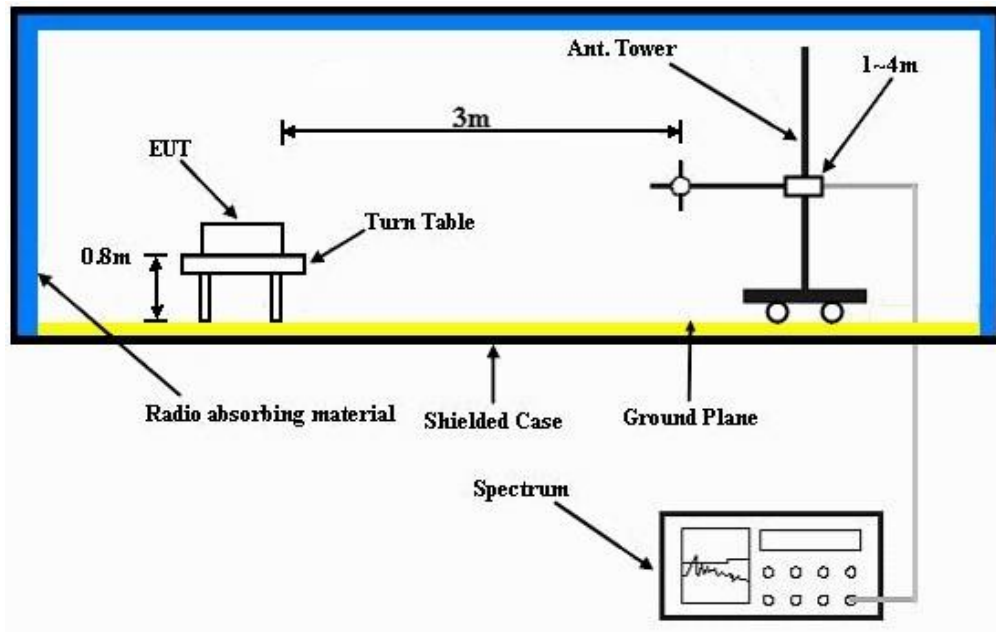 Ant. Tower
1~4m
3m
EUT
Turn Table
0.8m
Radio absorbing material
Shielded Case
Ground Plane
Spectrum